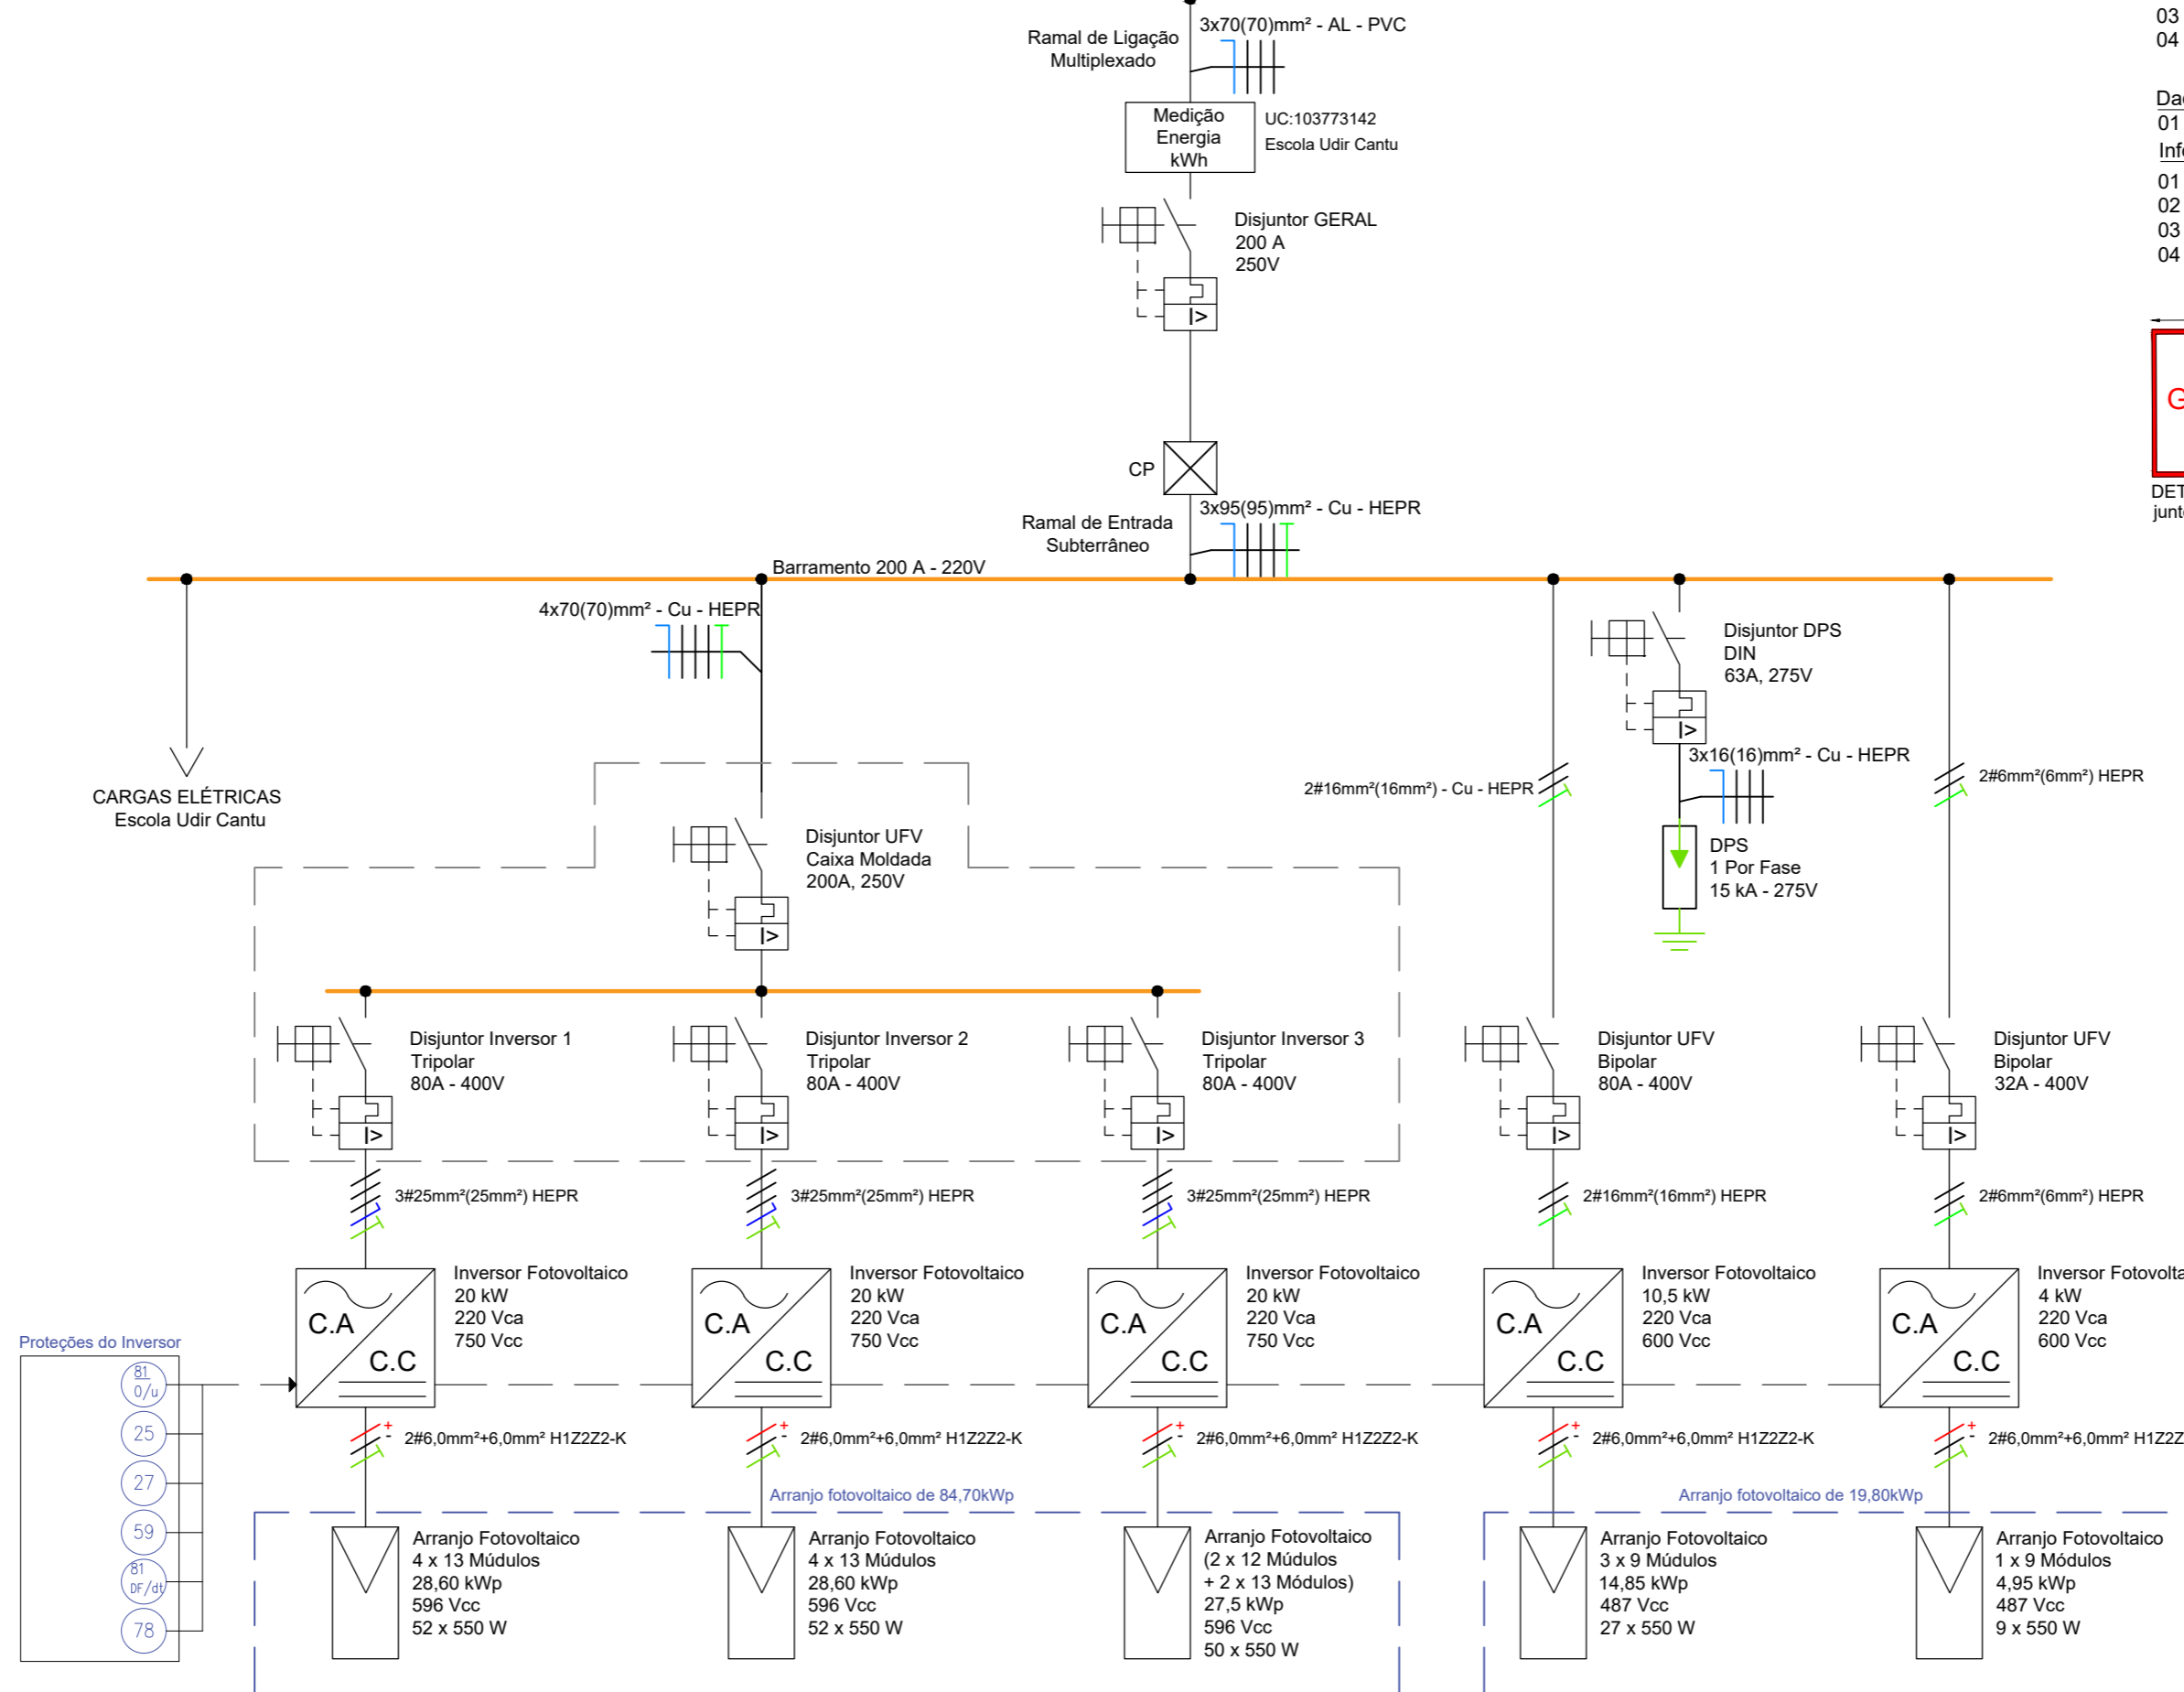 3x70(70)mm² - AL - PVC
Ramal de Ligação
Multiplexado
Medição
Energia
kWh
UC:103773142
Escola Udir Cantu
Disjuntor GERAL
200 A
250V
I>
CP
3x95(95)mm² - Cu - HEPR
Ramal de Entrada
Subterrâneo
03
04
01
01
02
03
04
Barramento 200 A - 220V
4x70(70)mm² - Cu - HEPR
CARGAS ELÉTRICAS
Escola Udir Cantu
Disjuntor UFV
Caixa Moldada
200A, 250V
I>
2#16mm²(16mm²) - Cu - HEPR
Disjuntor DPS
DIN
63A, 275V
I>
3x16(16)mm² - Cu - HEPR
DPS
1 Por Fase
15 kA - 275V
2#6mm²(6mm²) HEPR
Disjuntor Inversor 1
Tripolar
80A - 400V
I>
Disjuntor Inversor 2
Tripolar
80A - 400V
I>
Disjuntor Inversor 3
Tripolar
80A - 400V
I>
Disjuntor UFV
Bipolar
80A - 400V
I>
Disjuntor UFV
Bipolar
32A - 400V
I>
3#25mm²(25mm²) HEPR
3#25mm²(25mm²) HEPR
3#25mm²(25mm²) HEPR
2#16mm²(16mm²) HEPR
2#6mm²(6mm²) HEPR
C.A
C.C
Inversor Fotovoltaico
20 kW
220 Vca
750 Vcc
C.A
C.C
Inversor Fotovoltaico
20 kW
220 Vca
750 Vcc
C.A
C.C
Inversor Fotovoltaico
20 kW
220 Vca
750 Vcc
C.A
C.C
Inversor Fotovoltaico
10,5 kW
220 Vca
600 Vcc
C.A
C.C
Inversor
4 kW
220 Vca
600 Vcc
Proteções do Inversor
81
O/u
25
27
59
81
DF/dt
78
+
-
2#6,0mm²+6,0mm² H1Z2Z2-K
+
-
2#6,0mm²+6,0mm² H1Z2Z2-K
+
-
2#6,0mm²+6,0mm² H1Z2Z2-K
+
-
2#6,0mm²+6,0mm² H1Z2Z2-K
+
-
2#6,0mm²+6,0mm²
Arranjo fotovoltaico de 84,70kWp
Arranjo fotovoltaico de 19,80kWp
Arranjo Fotovoltaico
4 x 13 Múdulos
28,60 kWp
596 Vcc
52 x 550 W
Arranjo Fotovoltaico
4 x 13 Múdulos
28,60 kWp
596 Vcc
52 x 550 W
Arranjo Fotovoltaico
(2 x 12 Múdulos
+ 2 x 13 Módulos)
27,5 kWp
596 Vcc
50 x 550 W
Arranjo Fotovoltaico
3 x 9 Múdulos
14,85 kWp
487 Vcc
27 x 550 W
Arranjo Fotovoltaico
1 x 9 Módulos
4,95 kWp
487 Vcc
9 x 550 W